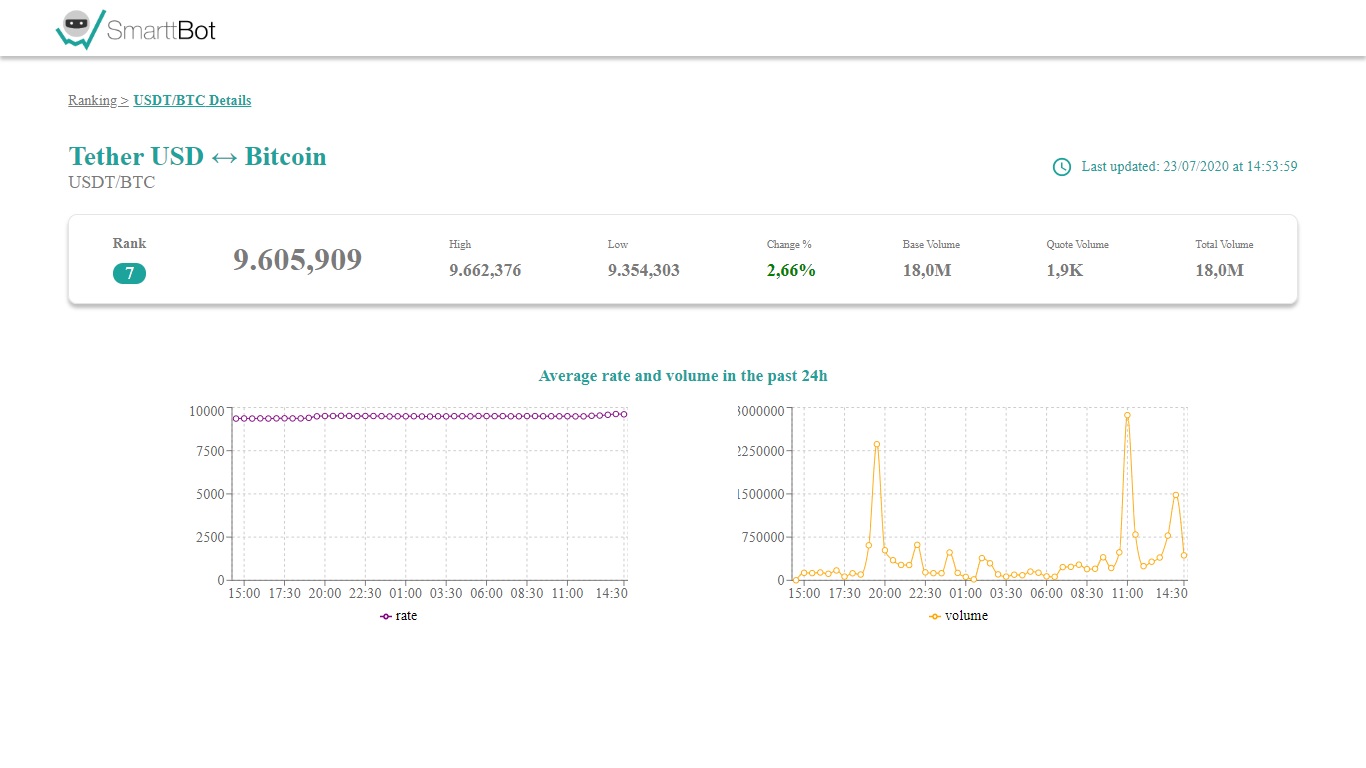 SmarttBot
Ranking > USDT/BTC Details
Tether USD ↔ Bitcoin
USDT/BTC
Last updated: 23/07/2020 at 14:53:59
Rank
7
9.605,909
High
9.662,376
Low
9.354,303
Change %
2,66%
Base Volume
18,0M
Quote Volume
1,9K
Total Volume
18,0M
Average rate and volume in the past 24h
10000
7500
5000
2500
0
15:00 17:30 20:00 22:30 01:00 03:30 06:00 08:30 11:00 14:30
rate
3000000
2250000
1500000
750000
0
15:00 17:30 20:00 22:30 01:00 03:30 06:00 08:30 11:00 14:30
volume